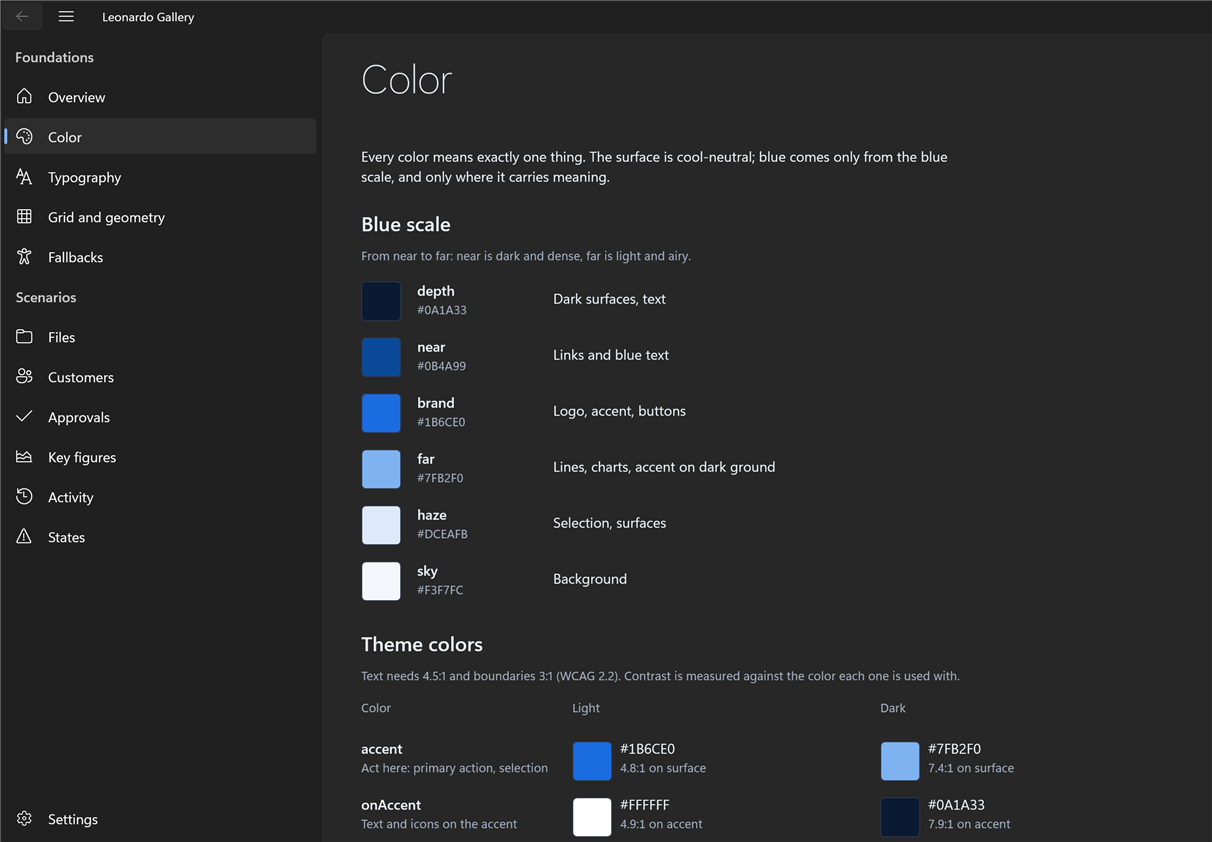 Leonardo Gallery
Foundations
Overview
Color
Typography
Grid and geometry
Fallbacks
Scenarios
Files
Customers
Approvals
Key figures
Activity
States
Settings
Color
Every color means exactly one thing. The surface is cool-neutral; blue comes only from the blue
scale, and only where it carries meaning.
Blue scale
From near to far: near is dark and dense, far is light and airy.
depth
#0A1A33
Dark surfaces, text
near
#0B4A99
Links and blue text
brand
#1B6CE0
Logo, accent, buttons
far
#7FB2F0
Lines, charts, accent on dark ground
haze
#DCEAFB
Selection, surfaces
sky
#F3F7FC
Background
Theme colors
Text needs 4.5:1 and boundaries 3:1 (WCAG 2.2). Contrast is measured against the color each one is used with.
Color Light Dark
accent
Act here: primary action, selection
#1B6CE0
4.8:1 on surface
#7FB2F0
7.4:1 on surface
onAccent
Text and icons on the accent
#FFFFFF
4.9:1 on accent
#0A1A33
7.9:1 on accent